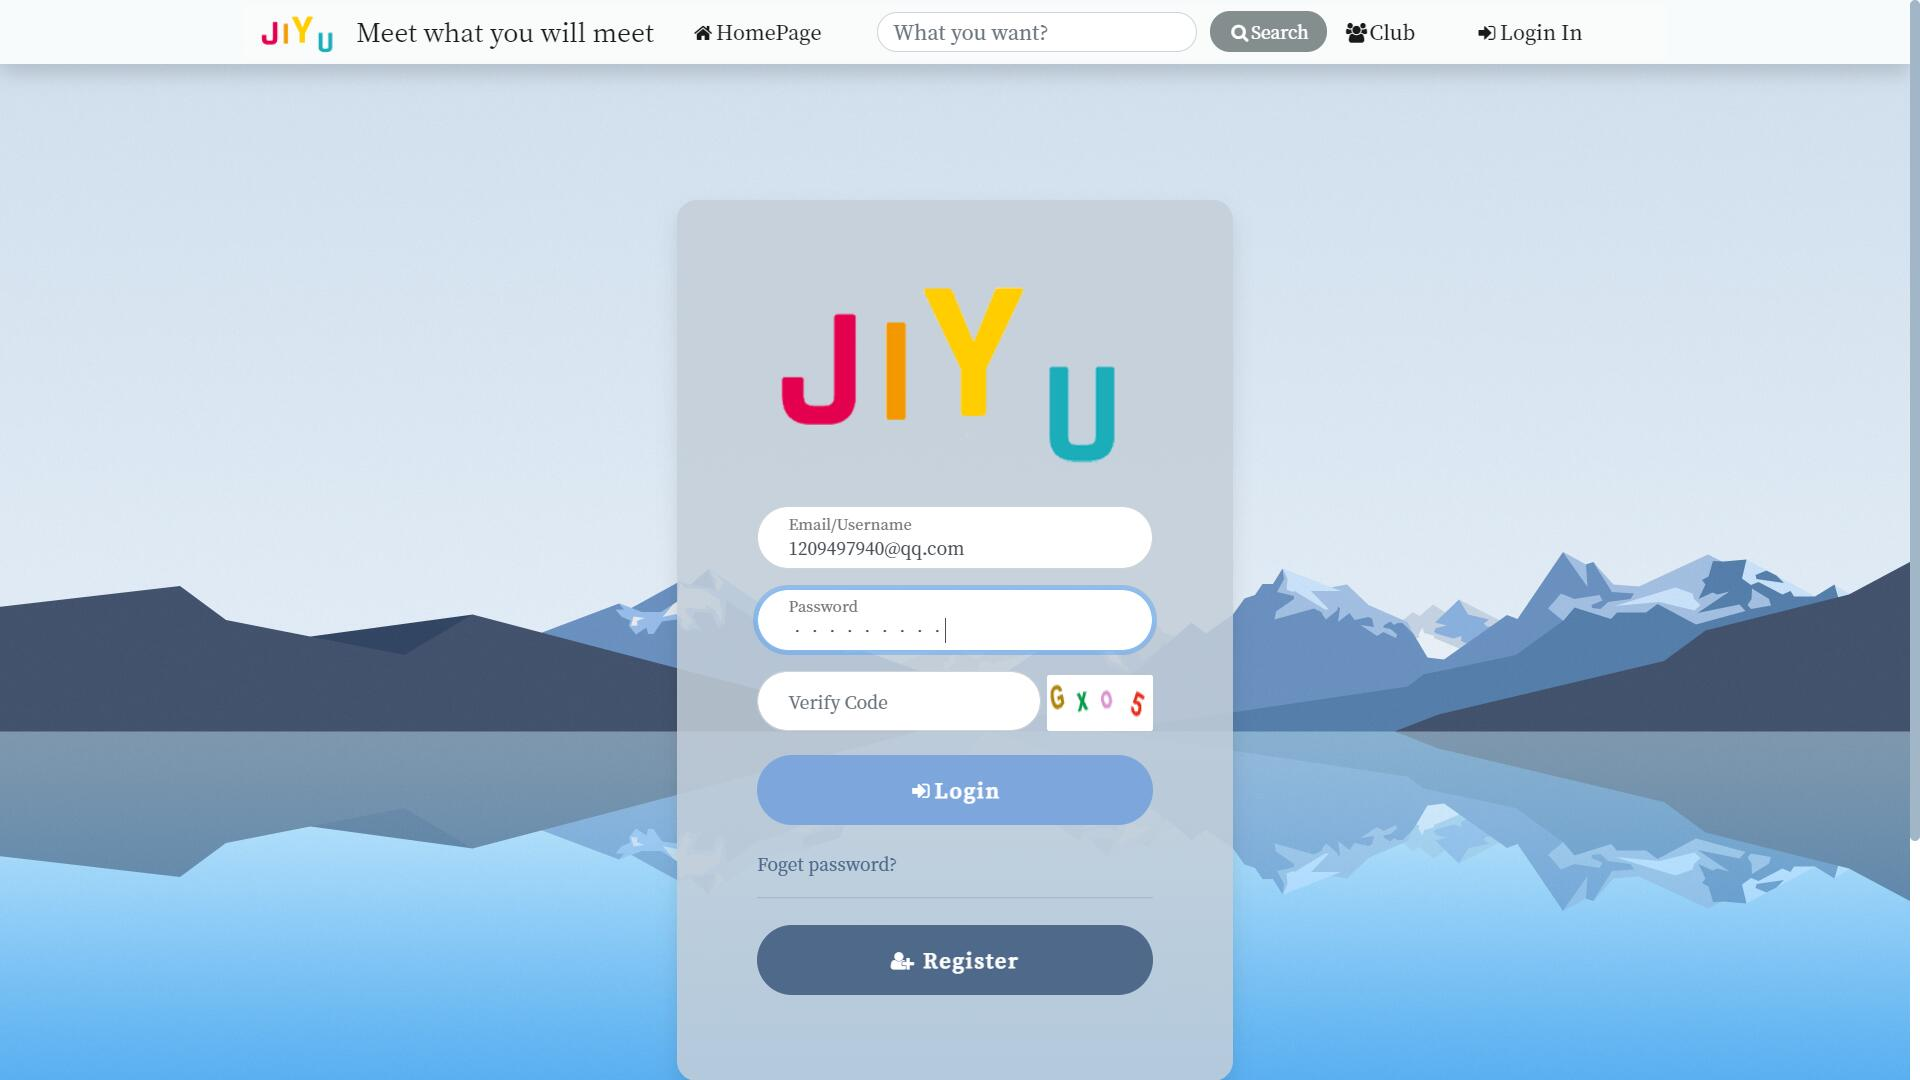 JIYU Meet what you will meet HomePage What you want? Search Club Login In
JIYU
Email/Username
1209497940@qq.com
Password
·········
Verify Code
G X O 5
Login
Foget password?
Register